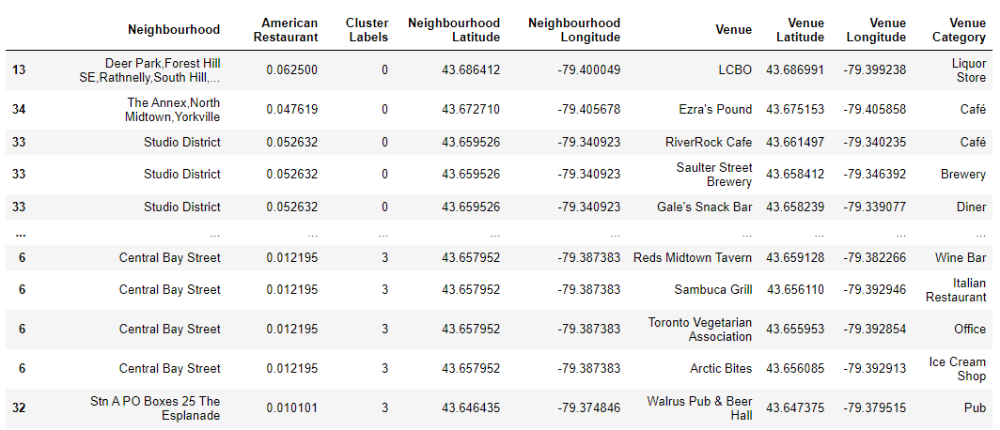 Neighbourhood American Restaurant Cluster Labels Neighbourhood Latitude Neighbourhood Longitude Venue Venue Latitude Venue Longitude Venue Category
13 Deer Park,Forest Hill SE,Rathnelly,South Hill,... 0.062500 0 43.686412 -79.400049 LCBO 43.686991 -79.399238 Liquor Store
34 The Annex,North Midtown,Yorkville 0.047619 0 43.672710 -79.405678 Ezra's Pound 43.675153 -79.405858 Café
33 Studio District 0.052632 0 43.659526 -79.340923 RiverRock Cafe 43.661497 -79.340235 Café
33 Studio District 0.052632 0 43.659526 -79.340923 Saulter Street Brewery 43.658412 -79.346392 Brewery
33 Studio District 0.052632 0 43.659526 -79.340923 Gale's Snack Bar 43.658239 -79.339077 Diner
... ... ... ... ... ... ... ... ... ...
6 Central Bay Street 0.012195 3 43.657952 -79.387383 Reds Midtown Tavern 43.659128 -79.382266 Wine Bar
6 Central Bay Street 0.012195 3 43.657952 -79.387383 Sambuca Grill 43.656110 -79.392946 Italian Restaurant
6 Central Bay Street 0.012195 3 43.657952 -79.387383 Toronto Vegetarian Association 43.655953 -79.392854 Office
6 Central Bay Street 0.012195 3 43.657952 -79.387383 Arctic Bites 43.656085 -79.392913 Ice Cream Shop
32 Stn A PO Boxes 25 The Esplanade 0.010101 3 43.646435 -79.374846 Walrus Pub & Beer Hall 43.647375 -79.379515 Pub